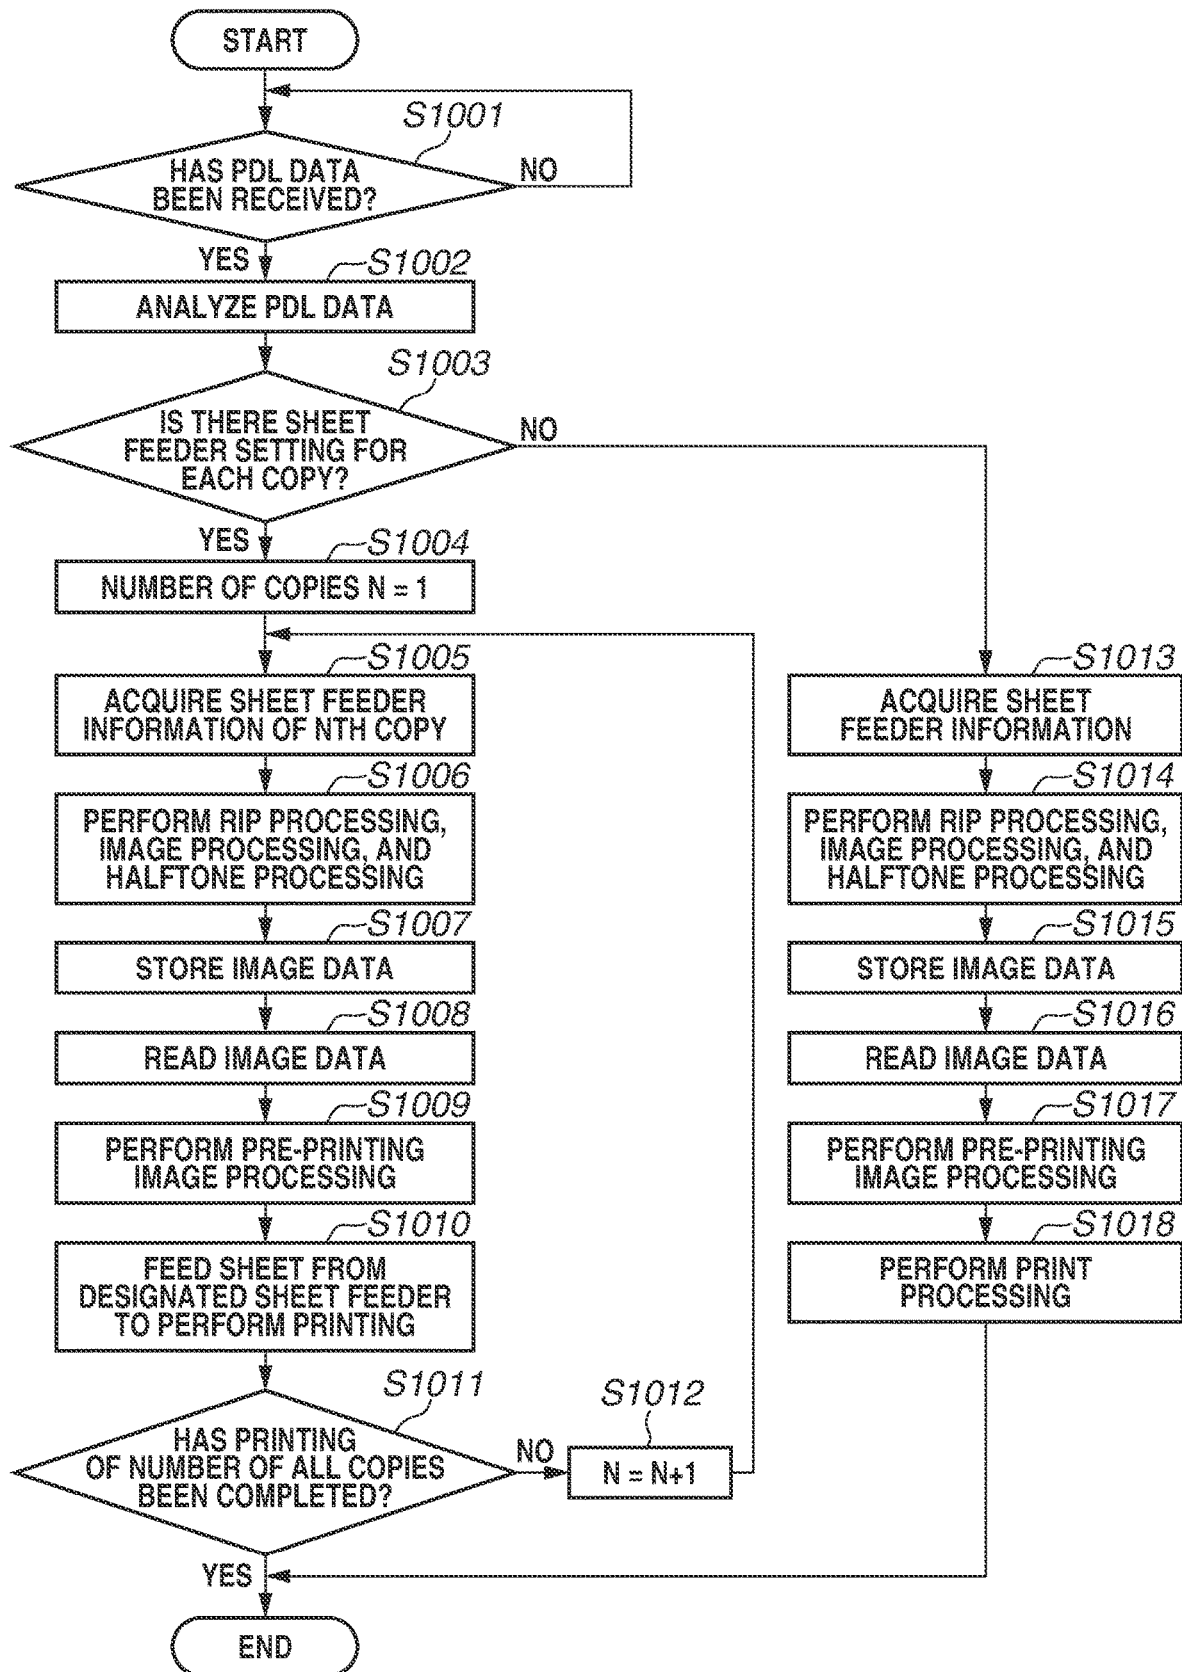 START
S1001
HAS PDL DATA
BEEN RECEIVED?
NO
YES
S1002
ANALYZE PDL DATA
S1003
IS THERE SHEET
FEEDER SETTING FOR
EACH COPY?
NO
YES
S1004
NUMBER OF COPIES N = 1
S1005
ACQUIRE SHEET FEEDER
INFORMATION OF NTH COPY
S1006
PERFORM RIP PROCESSING,
IMAGE PROCESSING, AND
HALFTONE PROCESSING
S1007
STORE IMAGE DATA
S1008
READ IMAGE DATA
S1009
PERFORM PRE-PRINTING
IMAGE PROCESSING
S1010
FEED SHEET FROM
DESIGNATED SHEET FEEDER
TO PERFORM PRINTING
S1011
HAS PRINTING
OF NUMBER OF ALL COPIES
BEEN COMPLETED?
NO
S1012
N = N+1
YES
S1013
ACQUIRE SHEET
FEEDER INFORMATION
S1014
PERFORM RIP PROCESSING,
IMAGE PROCESSING, AND
HALFTONE PROCESSING
S1015
STORE IMAGE DATA
S1016
READ IMAGE DATA
S1017
PERFORM PRE-PRINTING
IMAGE PROCESSING
S1018
PERFORM PRINT
PROCESSING
END